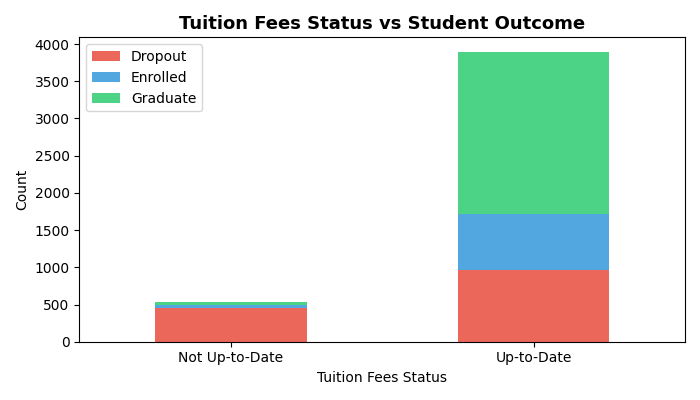 Tuition Fees Status vs Student Outcome
Dropout
Enrolled
Graduate
4000
3500
3000
2500
2000
1500
1000
500
0
Count
Not Up-to-Date
Up-to-Date
Tuition Fees Status